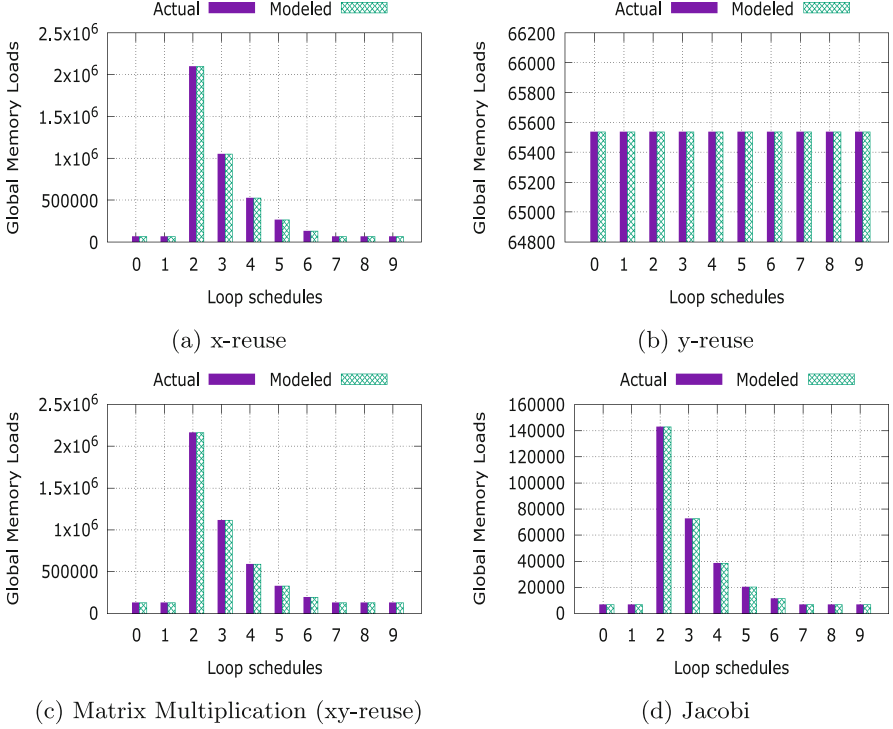 Actual Modeled
Global Memory Loads
2.5x10^6
2x10^6
1.5x10^6
1x10^6
500000
0
0 1 2 3 4 5 6 7 8 9
Loop schedules
(a) x-reuse
Actual Modeled
Global Memory Loads
66200
66000
65800
65600
65400
65200
65000
64800
0 1 2 3 4 5 6 7 8 9
Loop schedules
(b) y-reuse
Actual Modeled
Global Memory Loads
2.5x10^6
2x10^6
1.5x10^6
1x10^6
500000
0
0 1 2 3 4 5 6 7 8 9
Loop schedules
(c) Matrix Multiplication (xy-reuse)
Actual Modeled
Global Memory Loads
160000
140000
120000
100000
80000
60000
40000
20000
0
0 1 2 3 4 5 6 7 8 9
Loop schedules
(d) Jacobi